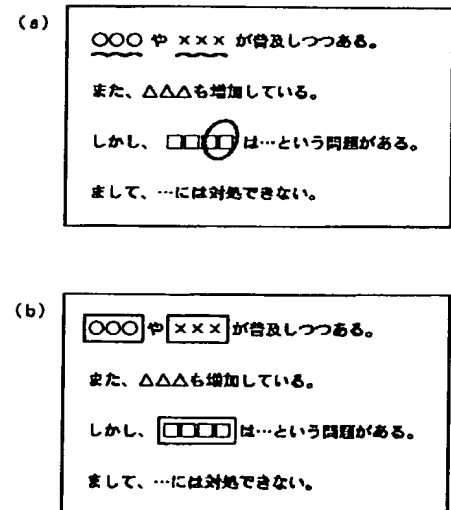 (a)
○○○ や ××× が普及しつつある。
また、△△△も増加している。
しかし、□□□□は…という問題がある。
まして、…には対処できない。
(b)
○○○や×××が普及しつつある。
また、△△△も増加している。
しかし、□□□□は…という問題がある。
まして、…には対処できない。